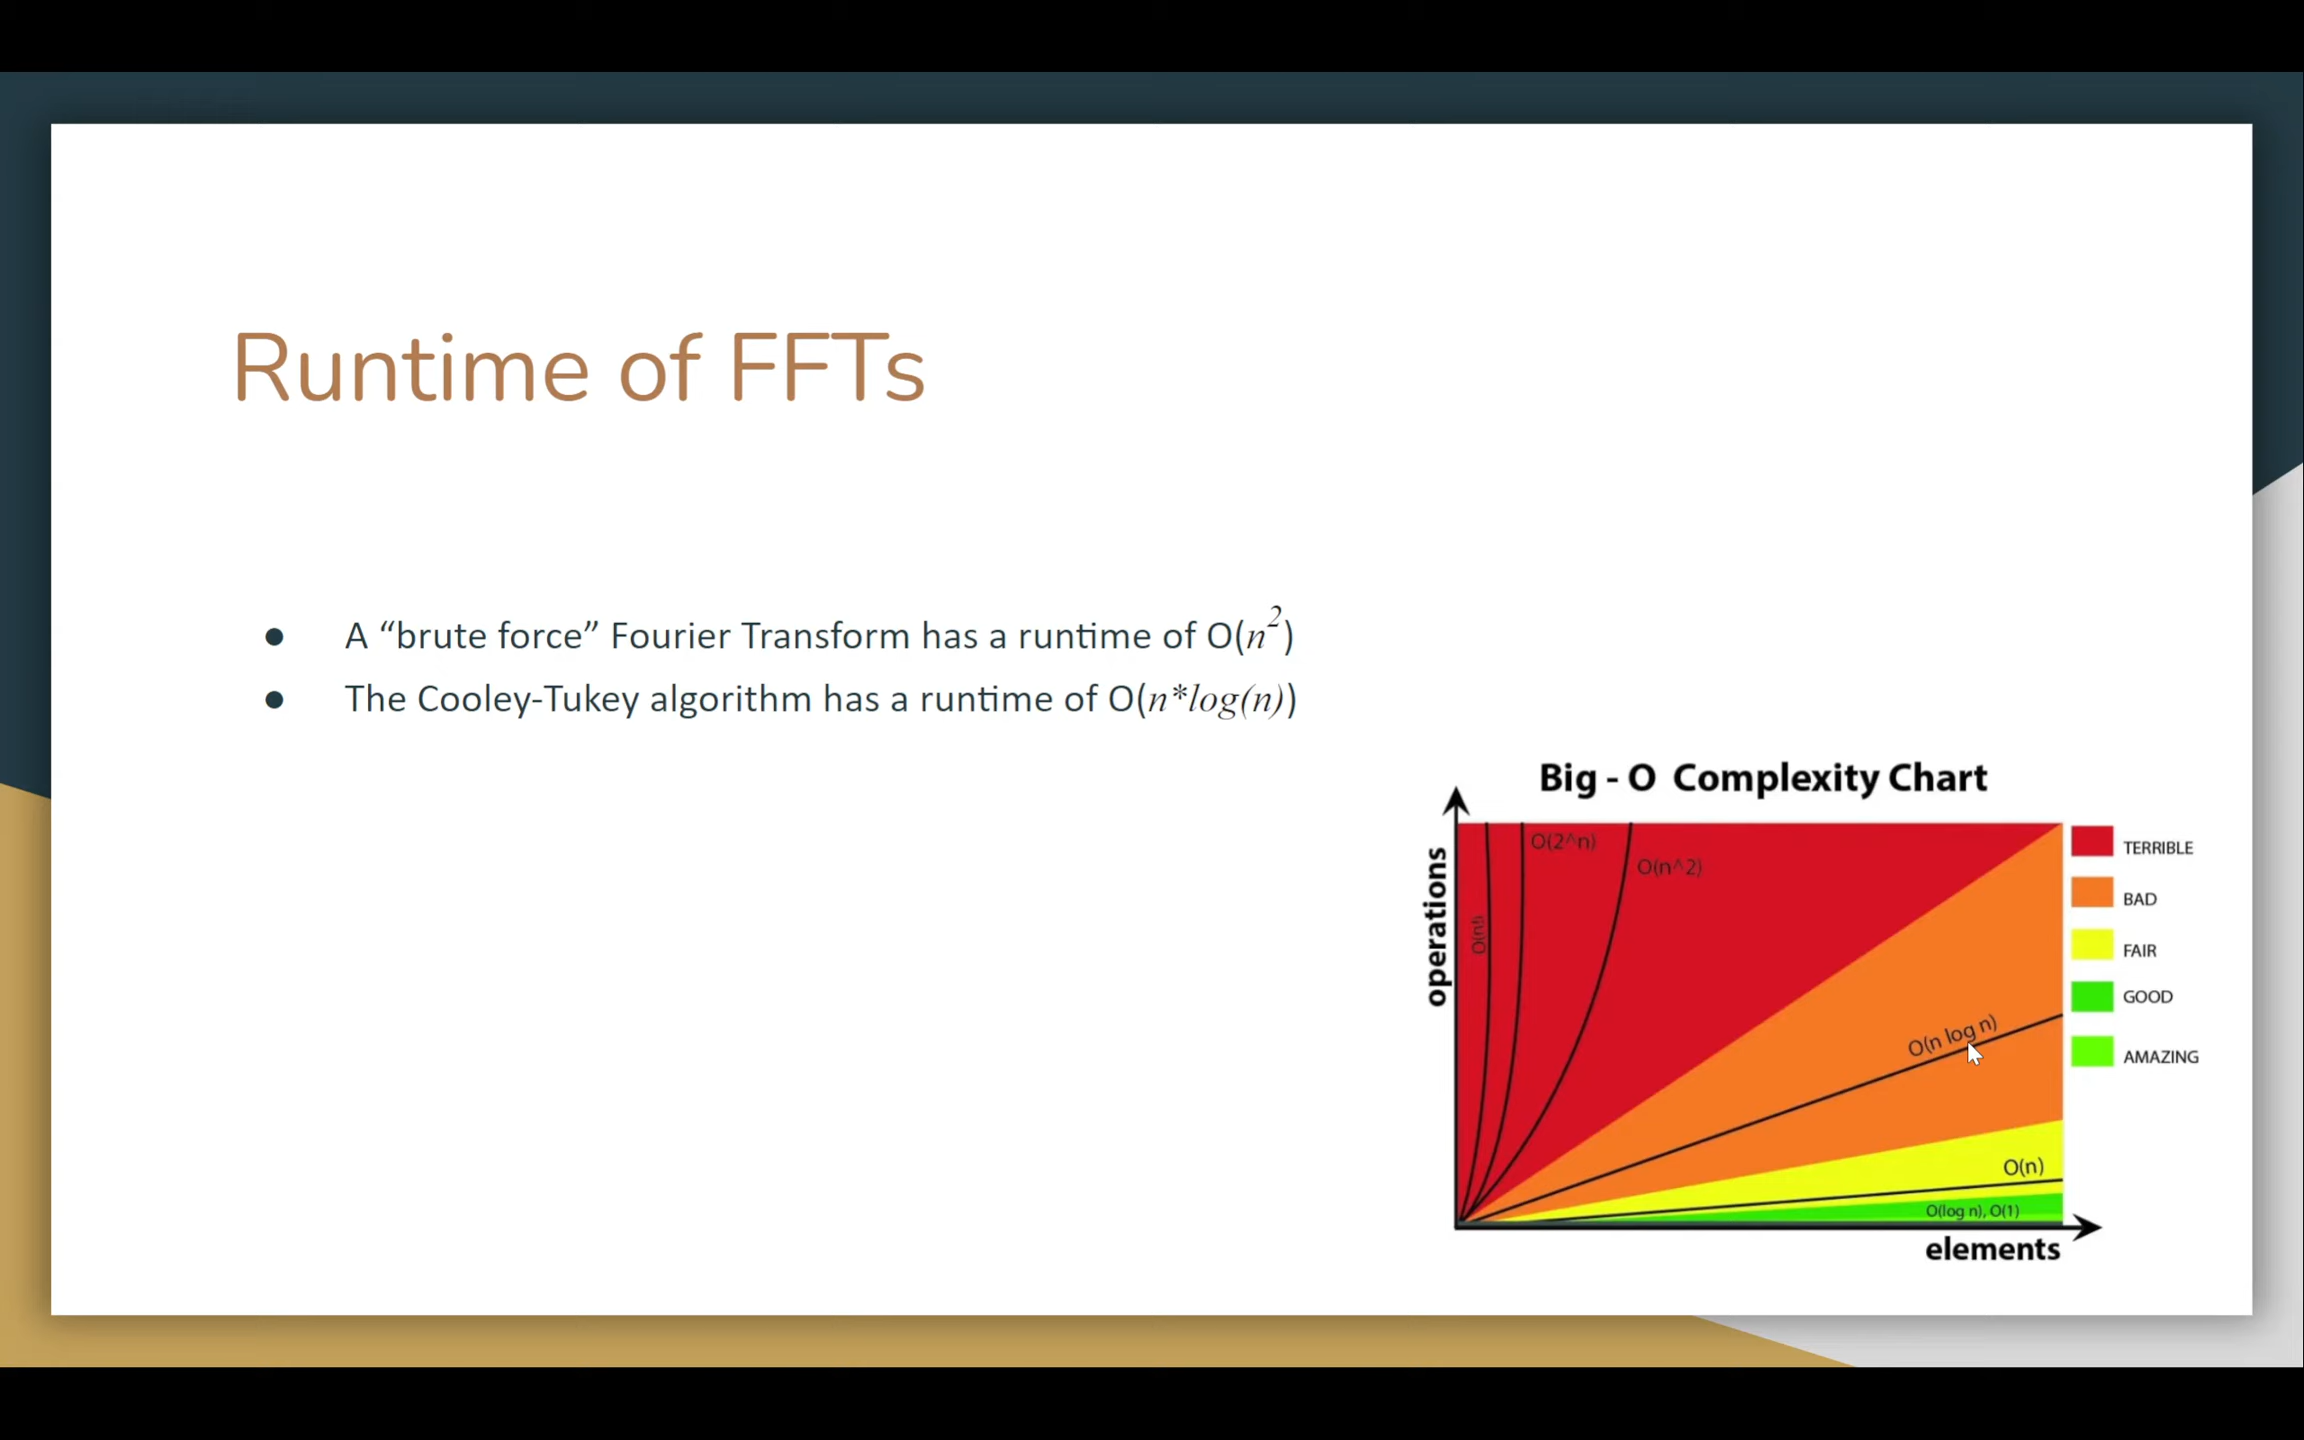 Runtime of FFTs
● A “brute force” Fourier Transform has a runtime of O(n²)
● The Cooley-Tukey algorithm has a runtime of O(n*log(n))
Big - O Complexity Chart
operations
O(n!)
O(2^n)
O(n^2)
O(n log n)
O(n)
O(log n), O(1)
elements
TERRIBLE
BAD
FAIR
GOOD
AMAZING